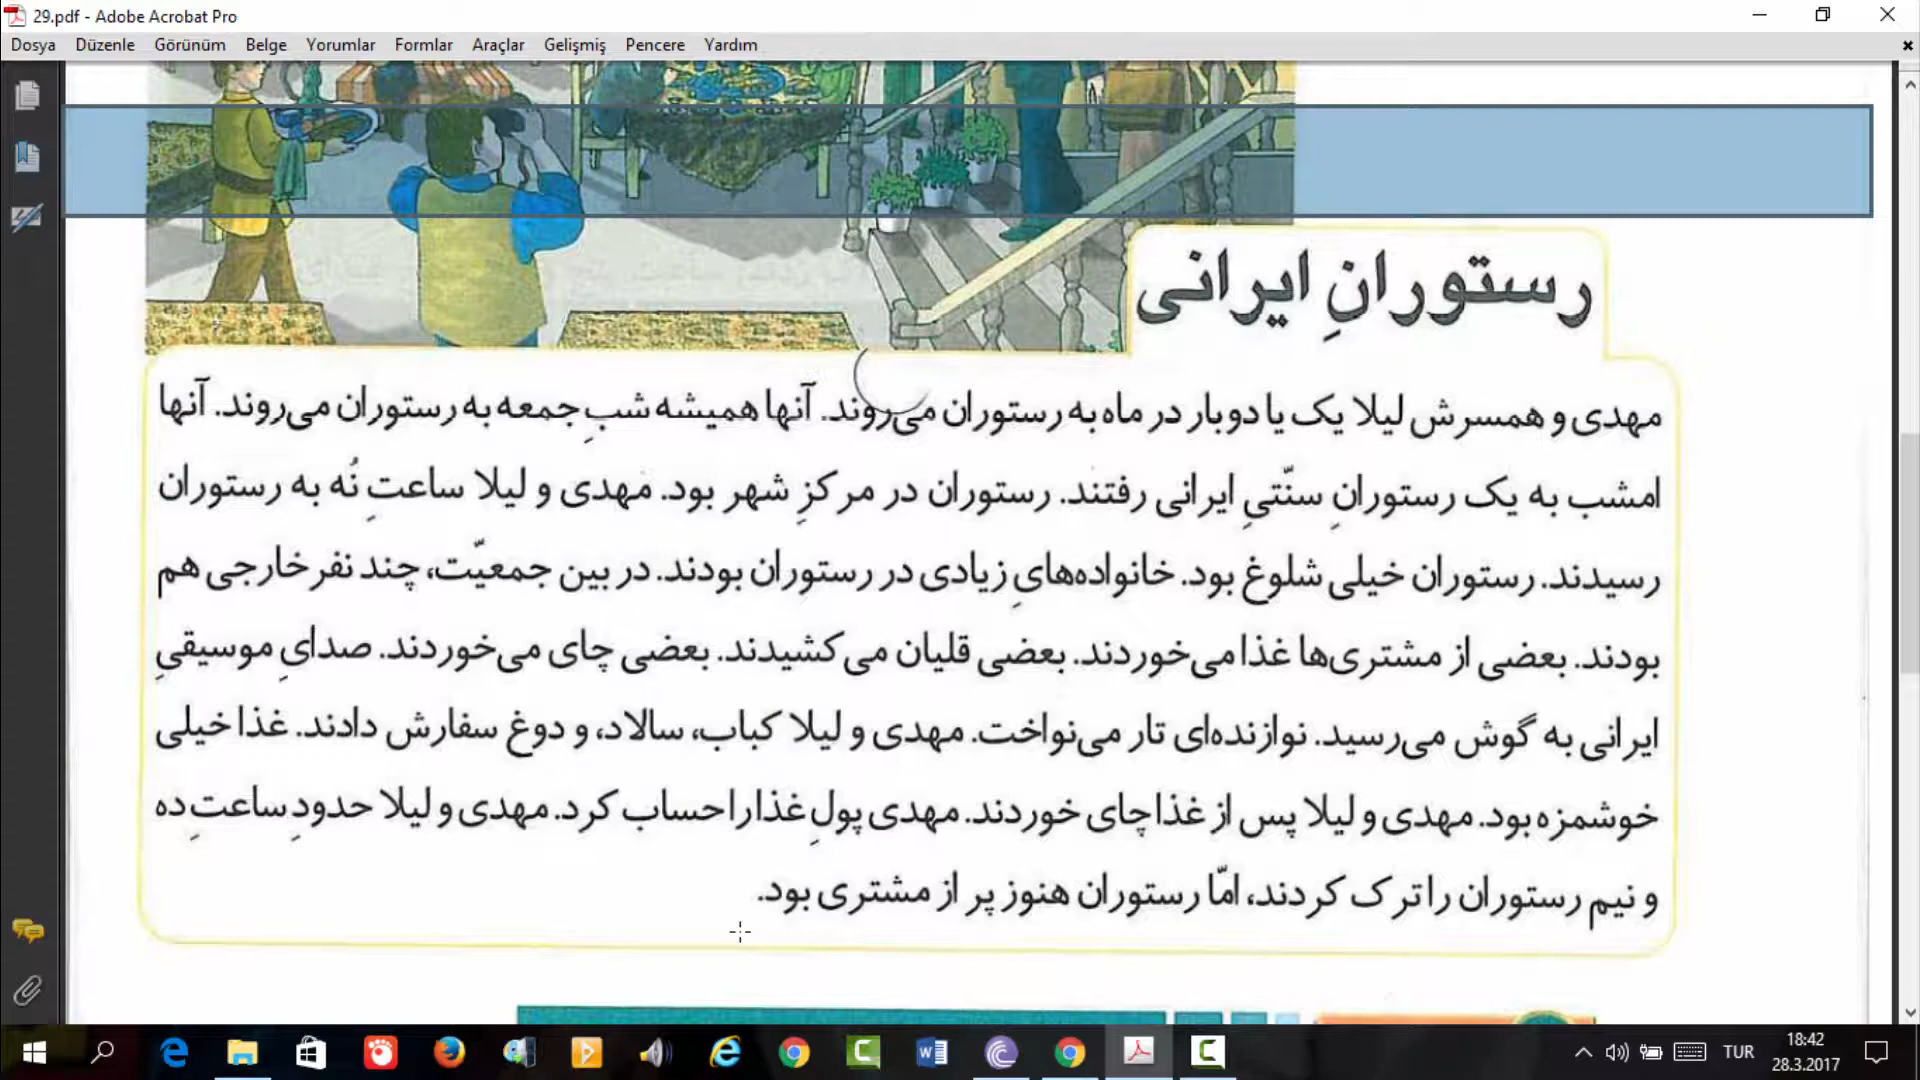 29.pdf - Adobe Acrobat Pro
Dosya Düzenle Görünüm Belge Yorumlar Formlar Araçlar Gelişmiş Pencere Yardım
رستورانِ ایرانی
مهدی و همسرش لیلا یک یا دوبار در ماه به رستوران می‌روند. آنها همیشه شبِ جمعه به رستوران می‌روند. آنها
امشب به یک رستورانِ سنّتیِ ایرانی رفتند. رستوران در مرکزِ شهر بود. مهدی و لیلا ساعتِ نُه به رستوران
رسیدند. رستوران خیلی شلوغ بود. خانواده‌هایِ زیادی در رستوران بودند. در بین جمعیّت، چند نفر خارجی هم
بودند. بعضی از مشتری‌ها غذا می‌خوردند. بعضی قلیان می‌کشیدند. بعضی چای می‌خوردند. صدایِ موسیقیِ
ایرانی به گوش می‌رسید. نوازنده‌ای تار می‌نواخت. مهدی و لیلا کباب، سالاد، و دوغ سفارش دادند. غذا خیلی
خوشمزه بود. مهدی و لیلا پس از غذا چای خوردند. مهدی پولِ غذا را حساب کرد. مهدی و لیلا حدودِ ساعتِ ده
و نیم رستوران را ترک کردند، امّا رستوران هنوز پر از مشتری بود.
TUR
18:42
28.3.2017